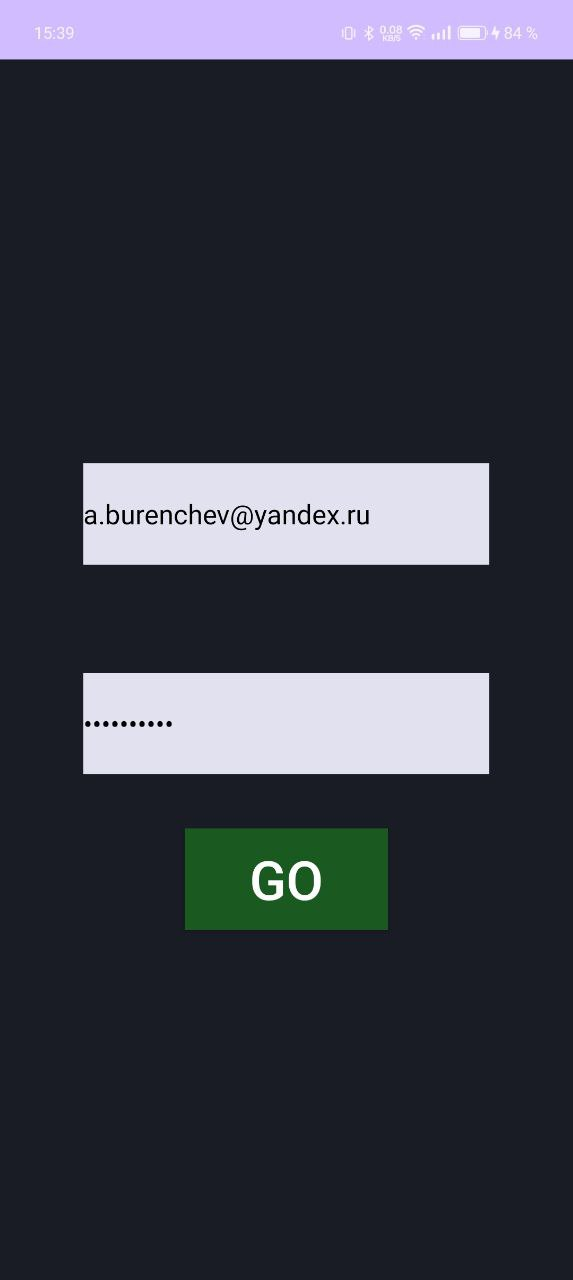 15:39
0.08
KB/S
84 %
a.burenchev@yandex.ru
••••••••••
GO